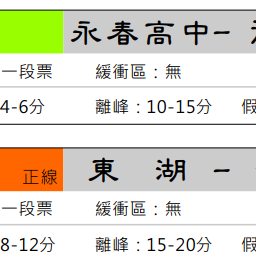 永春高中-
一段票 緩衝區：無
4-6分 離峰：10-15分 假
正線 東 湖 -
一段票 緩衝區：無
8-12分 離峰：15-20分 假